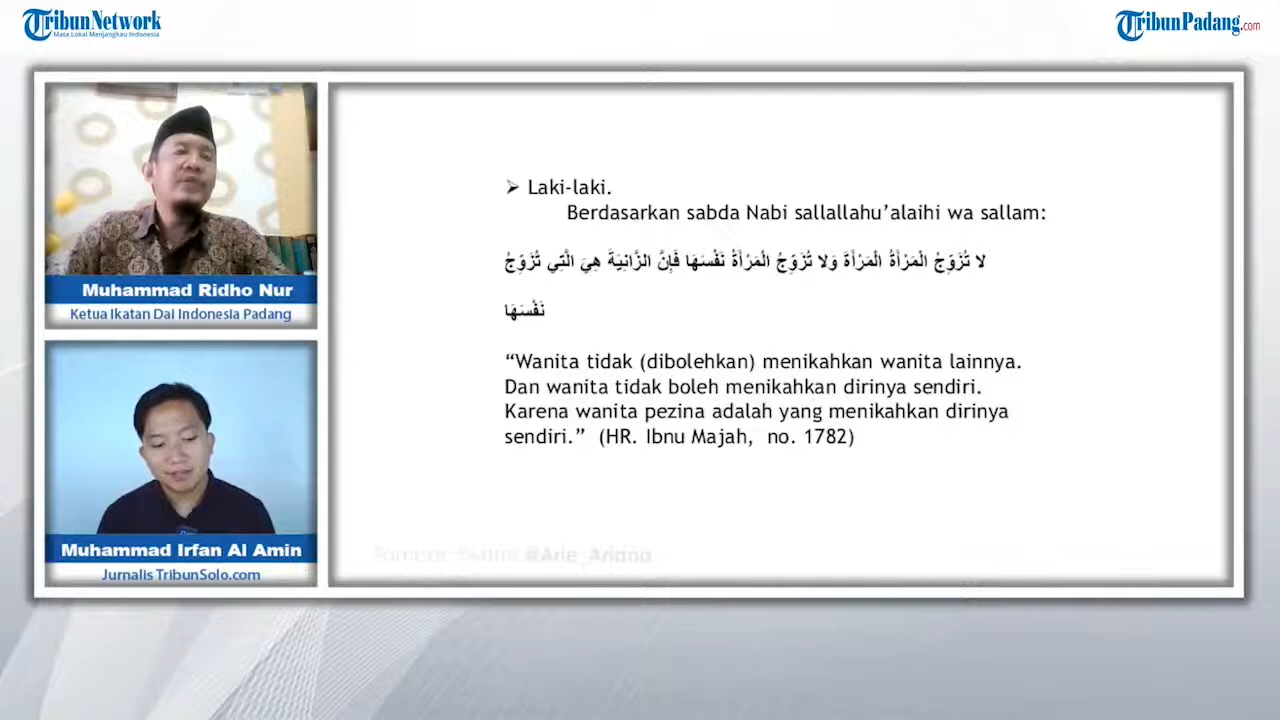 TribunNetwork
Mata Lokal Menjangkau Indonesia
TribunPadang.com
Muhammad Ridho Nur
Ketua Ikatan Dai Indonesia Padang
Muhammad Irfan Al Amin
Jurnalis TribunSolo.com
➢ Laki-laki.
Berdasarkan sabda Nabi sallallahu’alaihi wa sallam:
لا تُزَوِّجُ الْمَرْأَةُ الْمَرْأَةَ وَلا تُزَوِّجُ الْمَرْأَةُ نَفْسَهَا فَإِنَّ الزَّانِيَةَ هِيَ الَّتِي تُزَوِّجُ
نَفْسَهَا
“Wanita tidak (dibolehkan) menikahkan wanita lainnya.
Dan wanita tidak boleh menikahkan dirinya sendiri.
Karena wanita pezina adalah yang menikahkan dirinya
sendiri.” (HR. Ibnu Majah, no. 1782)
@Arie_Ariana